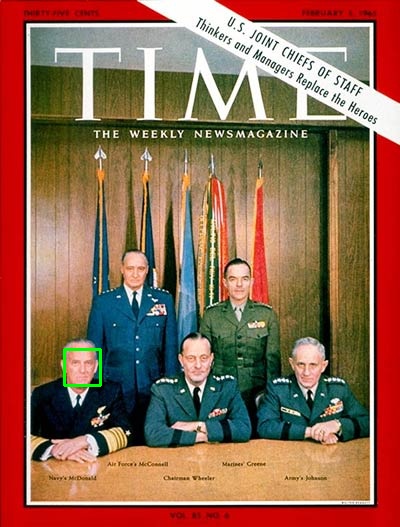 THIRTY-FIVE CENTS
FEBRUARY 5, 1965
U.S. JOINT CHIEFS OF STAFF
Thinkers and Managers Replace the Heroes
TIME
THE WEEKLY NEWSMAGAZINE
Air Force's McConnell
Marines' Greene
Navy's McDonald
Chairman Wheeler
Army's Johnson
VOL. 85 NO. 6